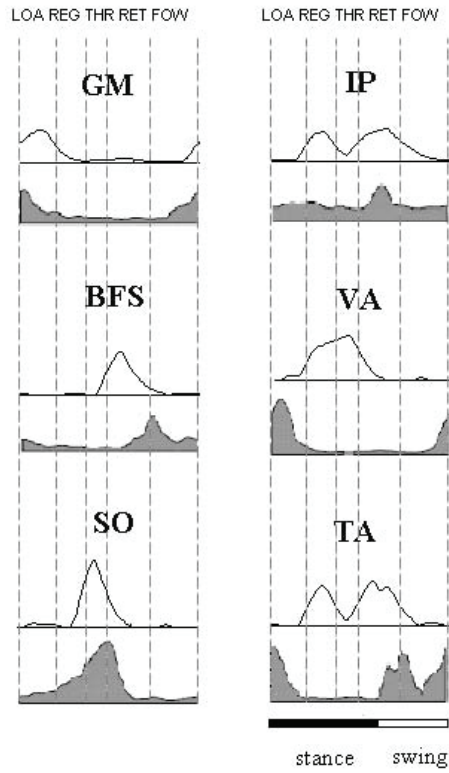 LOA REG THR RET FOW LOA REG THR RET FOW
GM IP
BFS VA
SO TA
stance swing